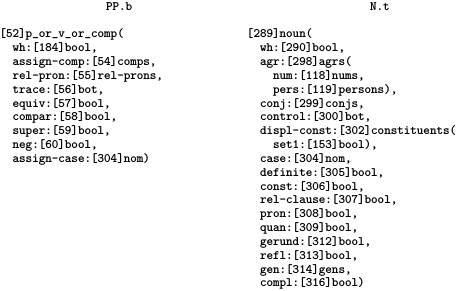 PP.b
[52]p_or_v_or_comp(
wh:[184]bool,
assign-comp:[54]comps,
rel-pron:[55]rel-prons,
trace:[56]bot,
equiv:[57]bool,
compar:[58]bool,
super:[59]bool,
neg:[60]bool,
assign-case:[304]nom)
N.t
[289]noun(
wh:[290]bool,
agr:[298]agrs(
num:[118]nums,
pers:[119]persons),
conj:[299]conjs,
control:[300]bot,
displ-const:[302]constituents(
set1:[153]bool),
case:[304]nom,
definite:[305]bool,
const:[306]bool,
rel-clause:[307]bool,
pron:[308]bool,
quan:[309]bool,
gerund:[312]bool,
refl:[313]bool,
gen:[314]gens,
compl:[316]bool)